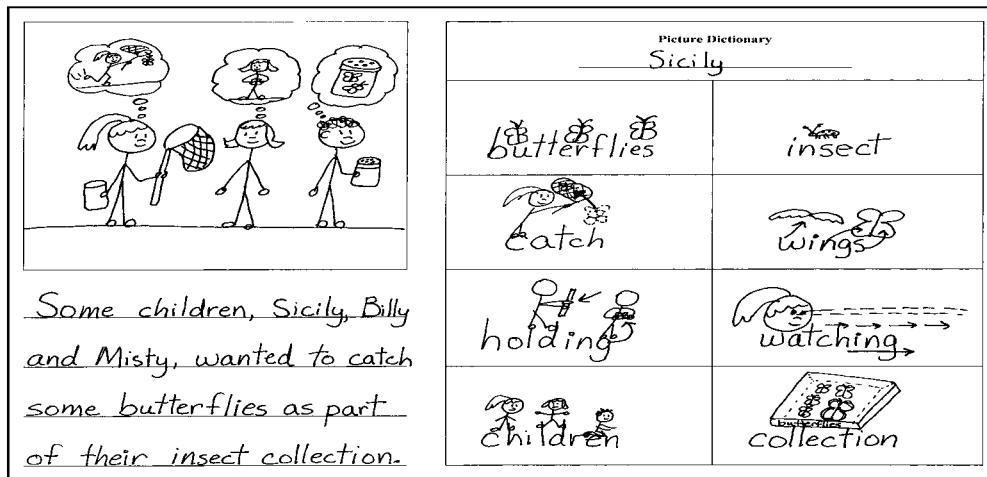 Some children, Sicily, Billy
and Misty, wanted to catch
some butterflies as part
of their insect collection.
Picture Dictionary
Sicily
butterflies
insect
catch
wings
holding
watching
children
butterflies
collection